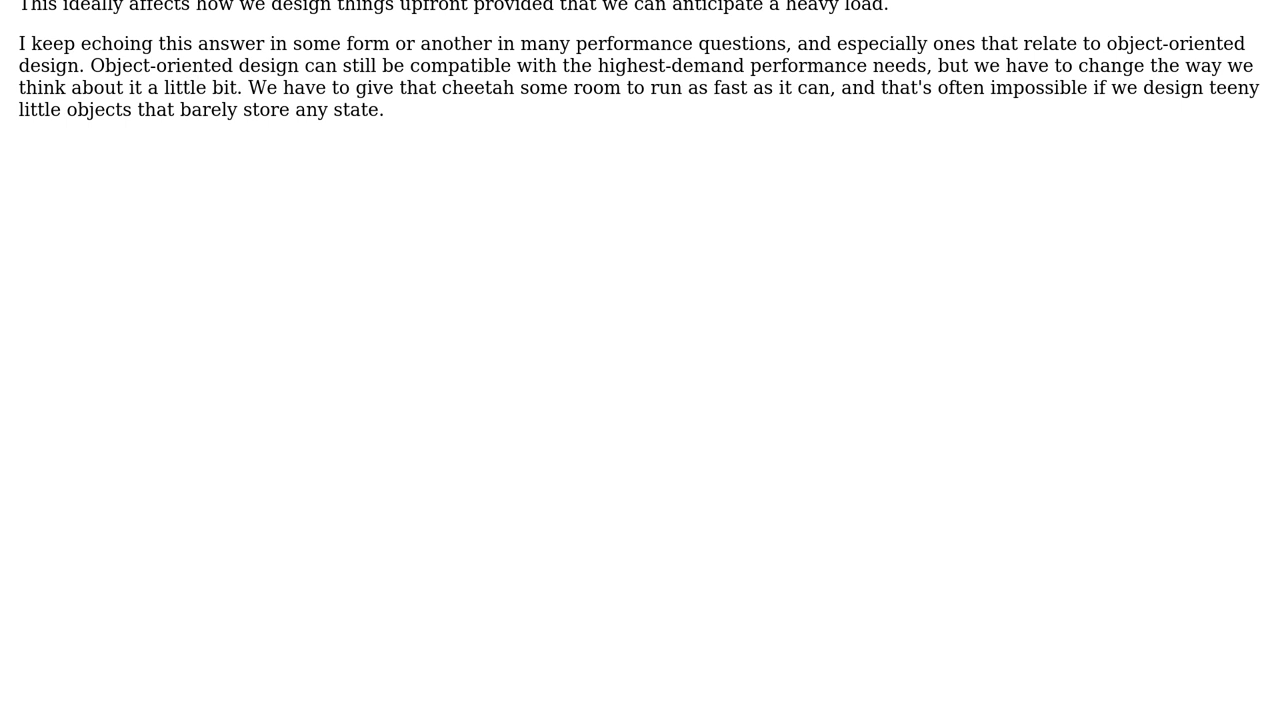 This ideally affects how we design things upfront provided that we can anticipate a heavy load.
I keep echoing this answer in some form or another in many performance questions, and especially ones that relate to object-oriented
design. Object-oriented design can still be compatible with the highest-demand performance needs, but we have to change the way we
think about it a little bit. We have to give that cheetah some room to run as fast as it can, and that's often impossible if we design teeny
little objects that barely store any state.